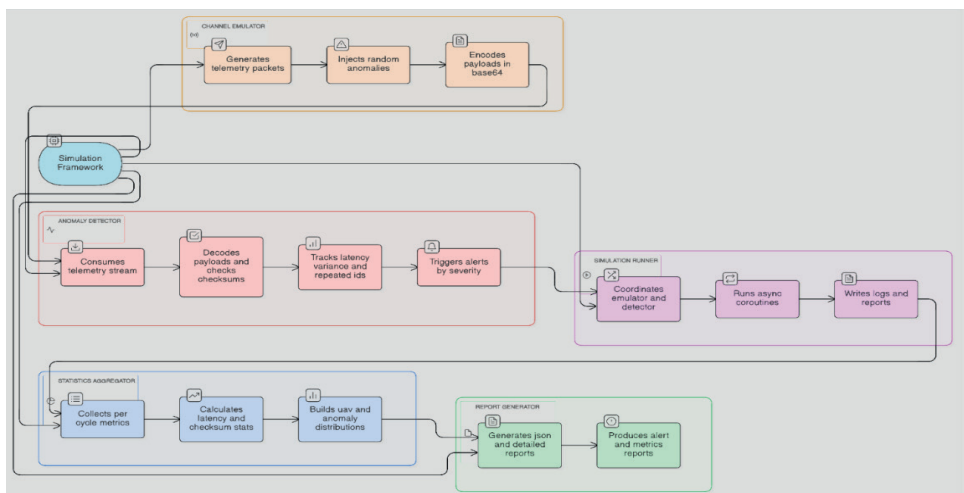 CHANNEL EMULATOR
Generates
telemetry packets
Injects random
anomalies
Encodes
payloads in
base64
Simulation
Framework
ANOMALY DETECTOR
Consumes
telemetry stream
Decodes
payloads and
checks
checksums
Tracks latency
variance and
repeated ids
Triggers alerts
by severity
SIMULATION RUNNER
Coordinates
emulator and
detector
Runs async
coroutines
Writes logs and
reports
STATISTICS AGGREGATOR
Collects per
cycle metrics
Calculates
latency and
checksum stats
Builds uav and
anomaly
distributions
REPORT GENERATOR
Generates json
and detailed
reports
Produces alert
and metrics
reports